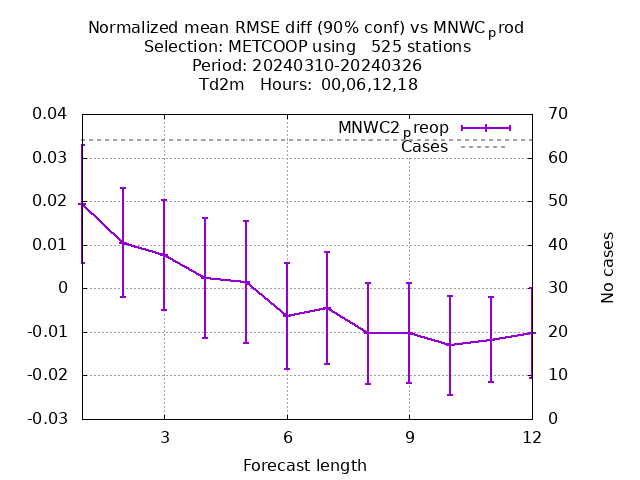 Normalized mean RMSE diff (90% conf) vs MNWC_prod
Selection: METCOOP using   525 stations
Period: 20240310-20240326
Td2m   Hours:  00,06,12,18
0.04
0.03
0.02
0.01
0
-0.01
-0.02
-0.03
70
60
50
40
30
20
10
0
MNWC2_preop
Cases
No cases
3
6
9
12
Forecast length